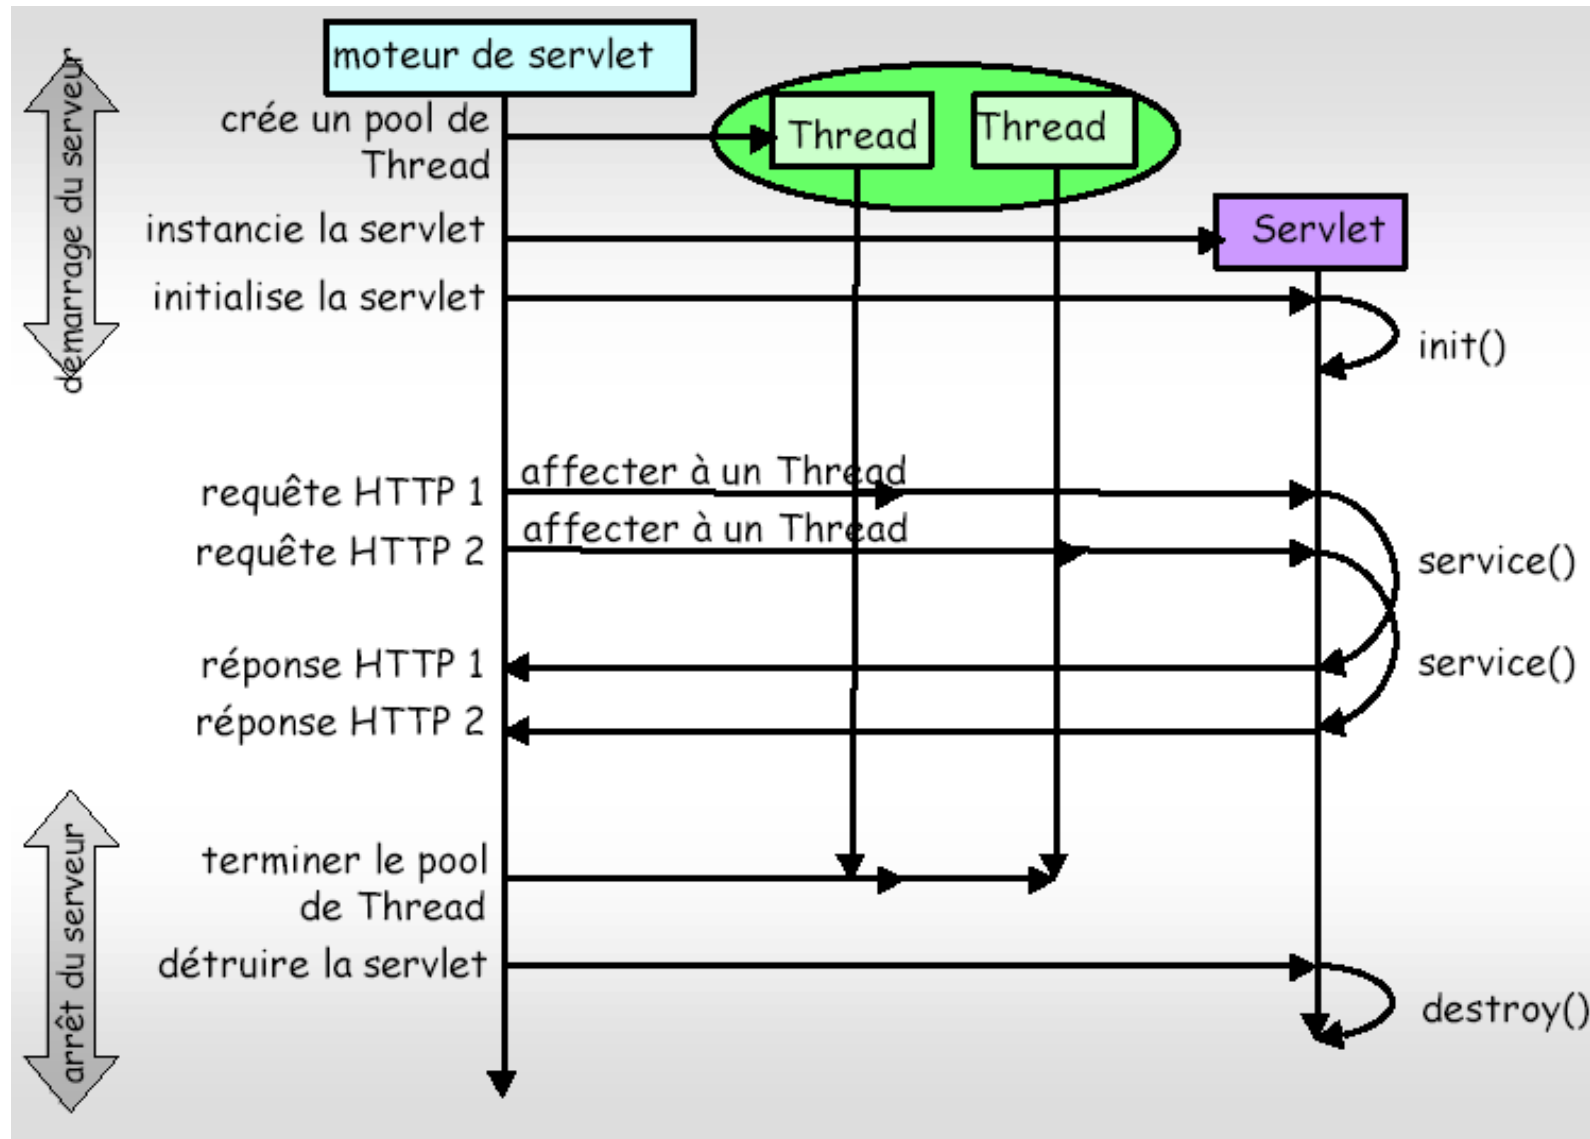 moteur de servlet
démarrage du serveur
crée un pool de
Thread
Thread
Thread
instancie la servlet
Servlet
initialise la servlet
init()
affecter à un Thread
requête HTTP 1
affecter à un Thread
requête HTTP 2
service()
réponse HTTP 1
service()
réponse HTTP 2
arrêt du serveur
terminer le pool
de Thread
détruire la servlet
destroy()